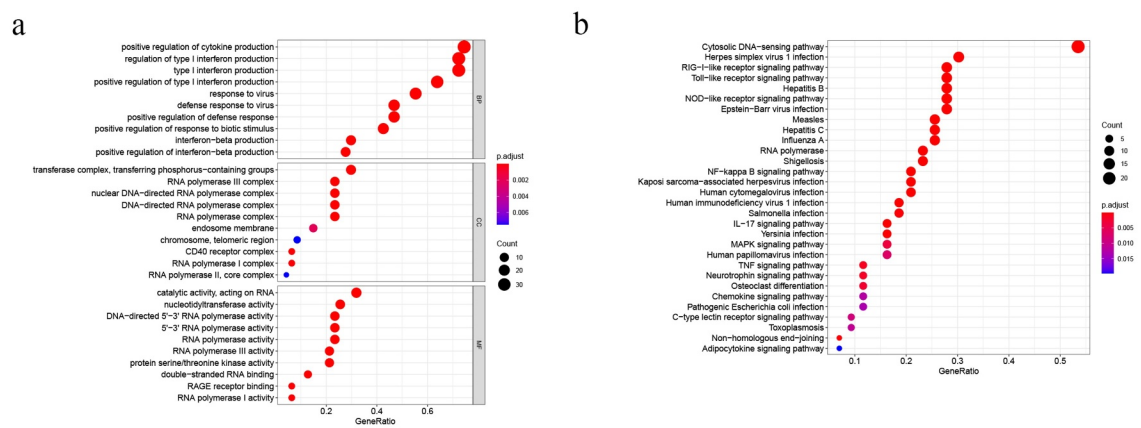 a
positive regulation of cytokine production
regulation of type I interferon production
type I interferon production
positive regulation of type I interferon production
response to virus
defense response to virus
positive regulation of defense response
positive regulation of response to biotic stimulus
interferon−beta production
positive regulation of interferon−beta production
BP
transferase complex, transferring phosphorus−containing groups
RNA polymerase III complex
nuclear DNA−directed RNA polymerase complex
DNA−directed RNA polymerase complex
RNA polymerase complex
endosome membrane
chromosome, telomeric region
CD40 receptor complex
RNA polymerase I complex
RNA polymerase II, core complex
CC
catalytic activity, acting on RNA
nucleotidyltransferase activity
DNA−directed 5'−3' RNA polymerase activity
5'−3' RNA polymerase activity
RNA polymerase activity
RNA polymerase III activity
protein serine/threonine kinase activity
double−stranded RNA binding
RAGE receptor binding
RNA polymerase I activity
MF
0.2 0.4 0.6
GeneRatio
p.adjust
0.002
0.004
0.006
Count
10
20
30
b
Cytosolic DNA−sensing pathway
Herpes simplex virus 1 infection
RIG−I−like receptor signaling pathway
Toll−like receptor signaling pathway
Hepatitis B
NOD−like receptor signaling pathway
Epstein−Barr virus infection
Measles
Hepatitis C
Influenza A
RNA polymerase
Shigellosis
NF−kappa B signaling pathway
Kaposi sarcoma−associated herpesvirus infection
Human cytomegalovirus infection
Human immunodeficiency virus 1 infection
Salmonella infection
IL−17 signaling pathway
Yersinia infection
MAPK signaling pathway
Human papillomavirus infection
TNF signaling pathway
Neurotrophin signaling pathway
Osteoclast differentiation
Chemokine signaling pathway
Pathogenic Escherichia coli infection
C−type lectin receptor signaling pathway
Toxoplasmosis
Non−homologous end−joining
Adipocytokine signaling pathway
0.1 0.2 0.3 0.4 0.5
GeneRatio
Count
5
10
15
20
p.adjust
0.005
0.010
0.015